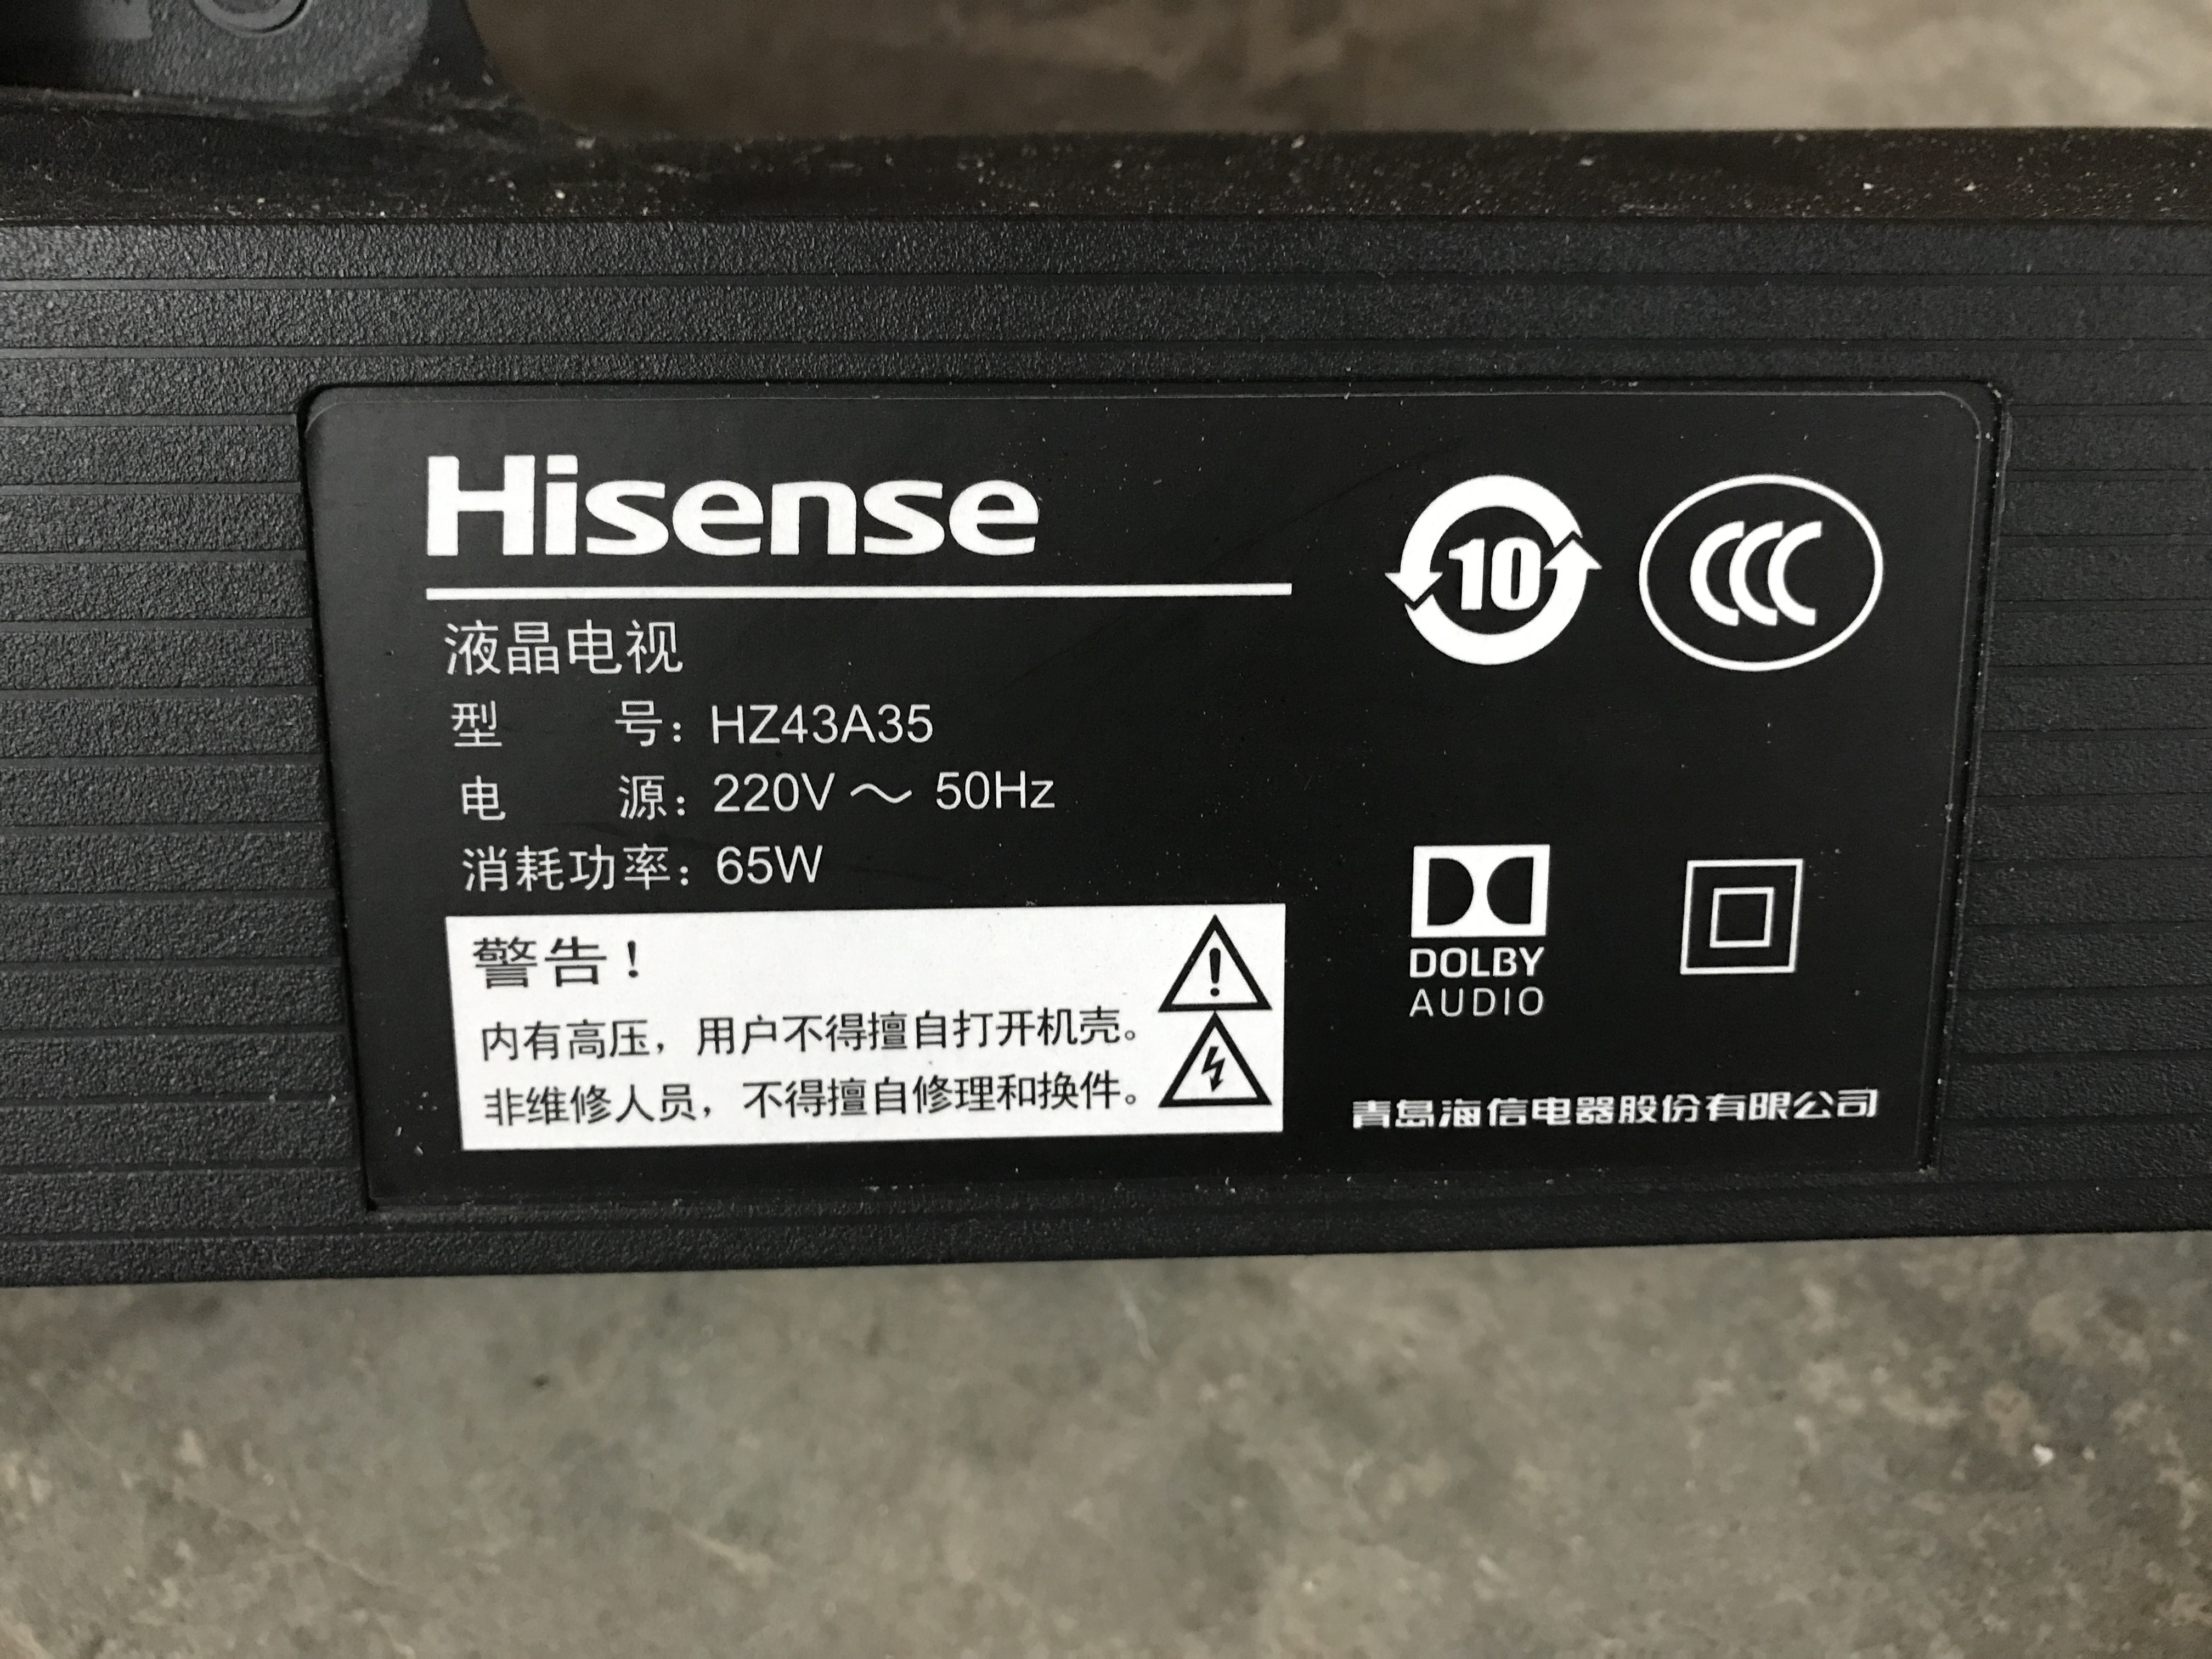 Hisense
液晶电视
型 号：HZ43A35
电 源：220V ～ 50Hz
消耗功率：65W
警告！
内有高压，用户不得擅自打开机壳。
非维修人员，不得擅自修理和换件。
10
CCC
DOLBY
AUDIO
青岛海信电器股份有限公司